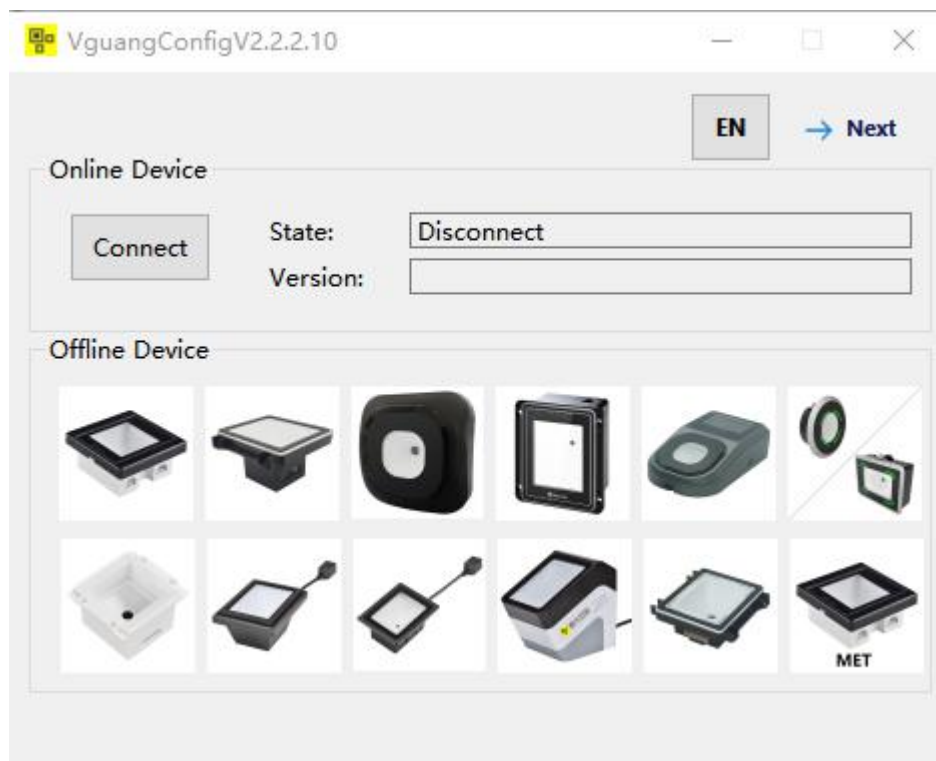 VguangConfigV2.2.2.10
EN
Next
Online Device
Connect
State:
Disconnect
Version:
Offline Device
MET